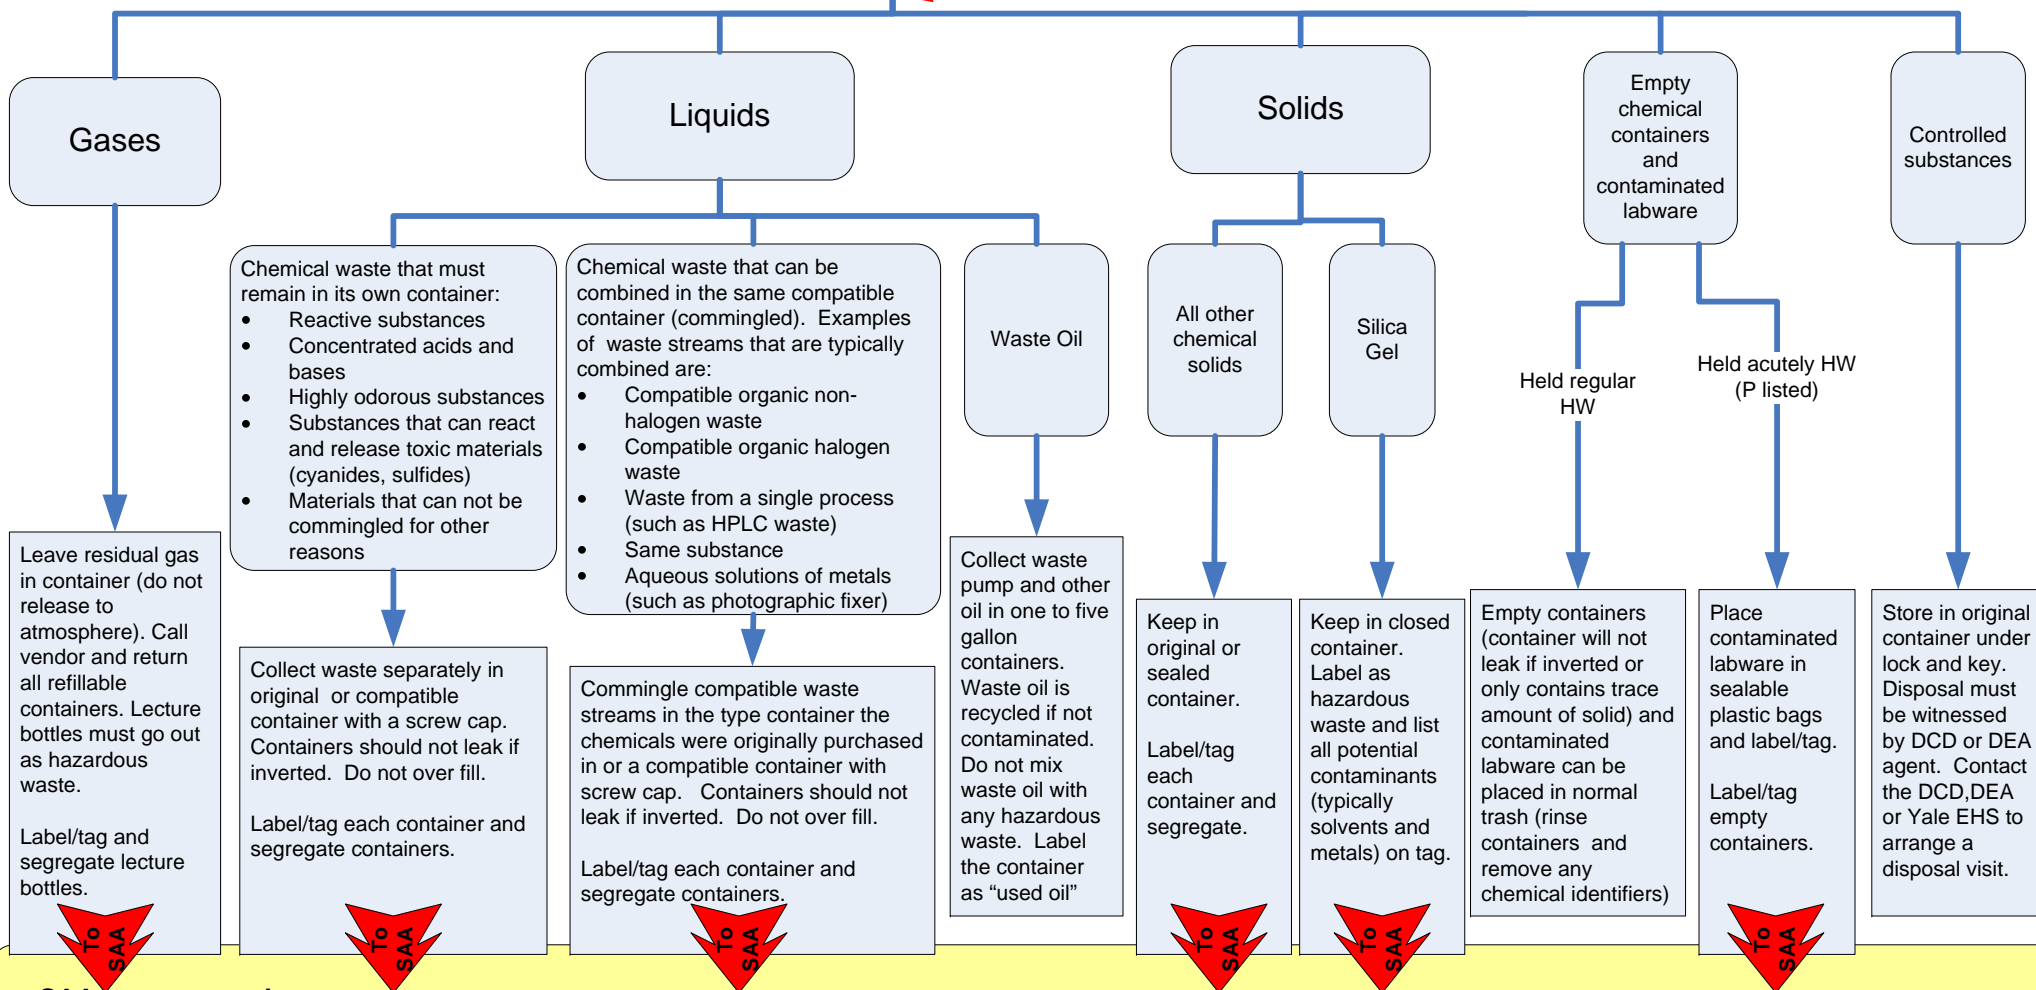 Gases
Liquids
Solids
Empty
chemical
containers
and
contaminated
labware
Controlled
substances
Chemical waste that must
remain in its own container:
• Reactive substances
• Concentrated acids and
bases
• Highly odorous substances
• Substances that can react
and release toxic materials
(cyanides, sulfides)
• Materials that can not be
commingled for other
reasons
Chemical waste that can be
combined in the same compatible
container (commingled). Examples
of waste streams that are typically
combined are:
• Compatible organic non-
halogen waste
• Compatible organic halogen
waste
• Waste from a single process
(such as HPLC waste)
• Same substance
• Aqueous solutions of metals
(such as photographic fixer)
Waste Oil
All other
chemical
solids
Silica
Gel
Held regular
HW
Held acutely HW
(P listed)
Leave residual gas
in container (do not
release to
atmosphere). Call
vendor and return
all refillable
containers. Lecture
bottles must go out
as hazardous
waste.
Label/tag and
segregate lecture
bottles.
Collect waste separately in
original or compatible
container with a screw cap.
Containers should not leak if
inverted. Do not over fill.
Label/tag each container and
segregate containers.
Commingle compatible waste
streams in the type container the
chemicals were originally purchased
in or a compatible container with
screw cap. Containers should not
leak if inverted. Do not over fill.
Label/tag each container and
segregate containers.
Collect waste
pump and other
oil in one to five
gallon
containers.
Waste oil is
recycled if not
contaminated.
Do not mix
waste oil with
any hazardous
waste. Label
the container
as “used oil”
Keep in
original or
sealed
container.
Label/tag
each
container and
segregate.
Keep in closed
container.
Label as
hazardous
waste and list
all potential
contaminants
(typically
solvents and
metals) on tag.
Empty containers
(container will not
leak if inverted or
only contains trace
amount of solid) and
contaminated
labware can be
placed in normal
trash (rinse
containers and
remove any
chemical identifiers)
Place
contaminated
labware in
sealable
plastic bags
and label/tag.
Label/tag
empty
containers.
Store in original
container under
lock and key.
Disposal must
be witnessed
by DCD or DEA
agent. Contact
the DCD,DEA
or Yale EHS to
arrange a
disposal visit.
To
SAA
To
SAA
To
SAA
To
SAA
To
SAA
To
SAA